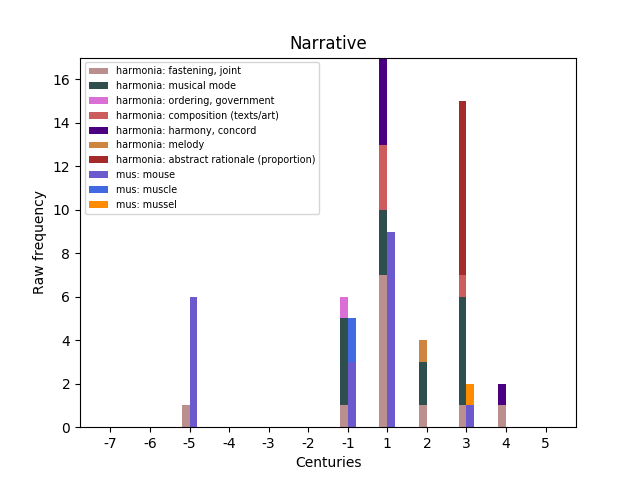 Narrative
harmonia: fastening, joint
harmonia: musical mode
harmonia: ordering, government
harmonia: composition (texts/art)
harmonia: harmony, concord
harmonia: melody
harmonia: abstract rationale (proportion)
mus: mouse
mus: muscle
mus: mussel
Raw frequency
16
14
12
10
8
6
4
2
0
-7 -6 -5 -4 -3 -2 -1 1 2 3 4 5
Centuries